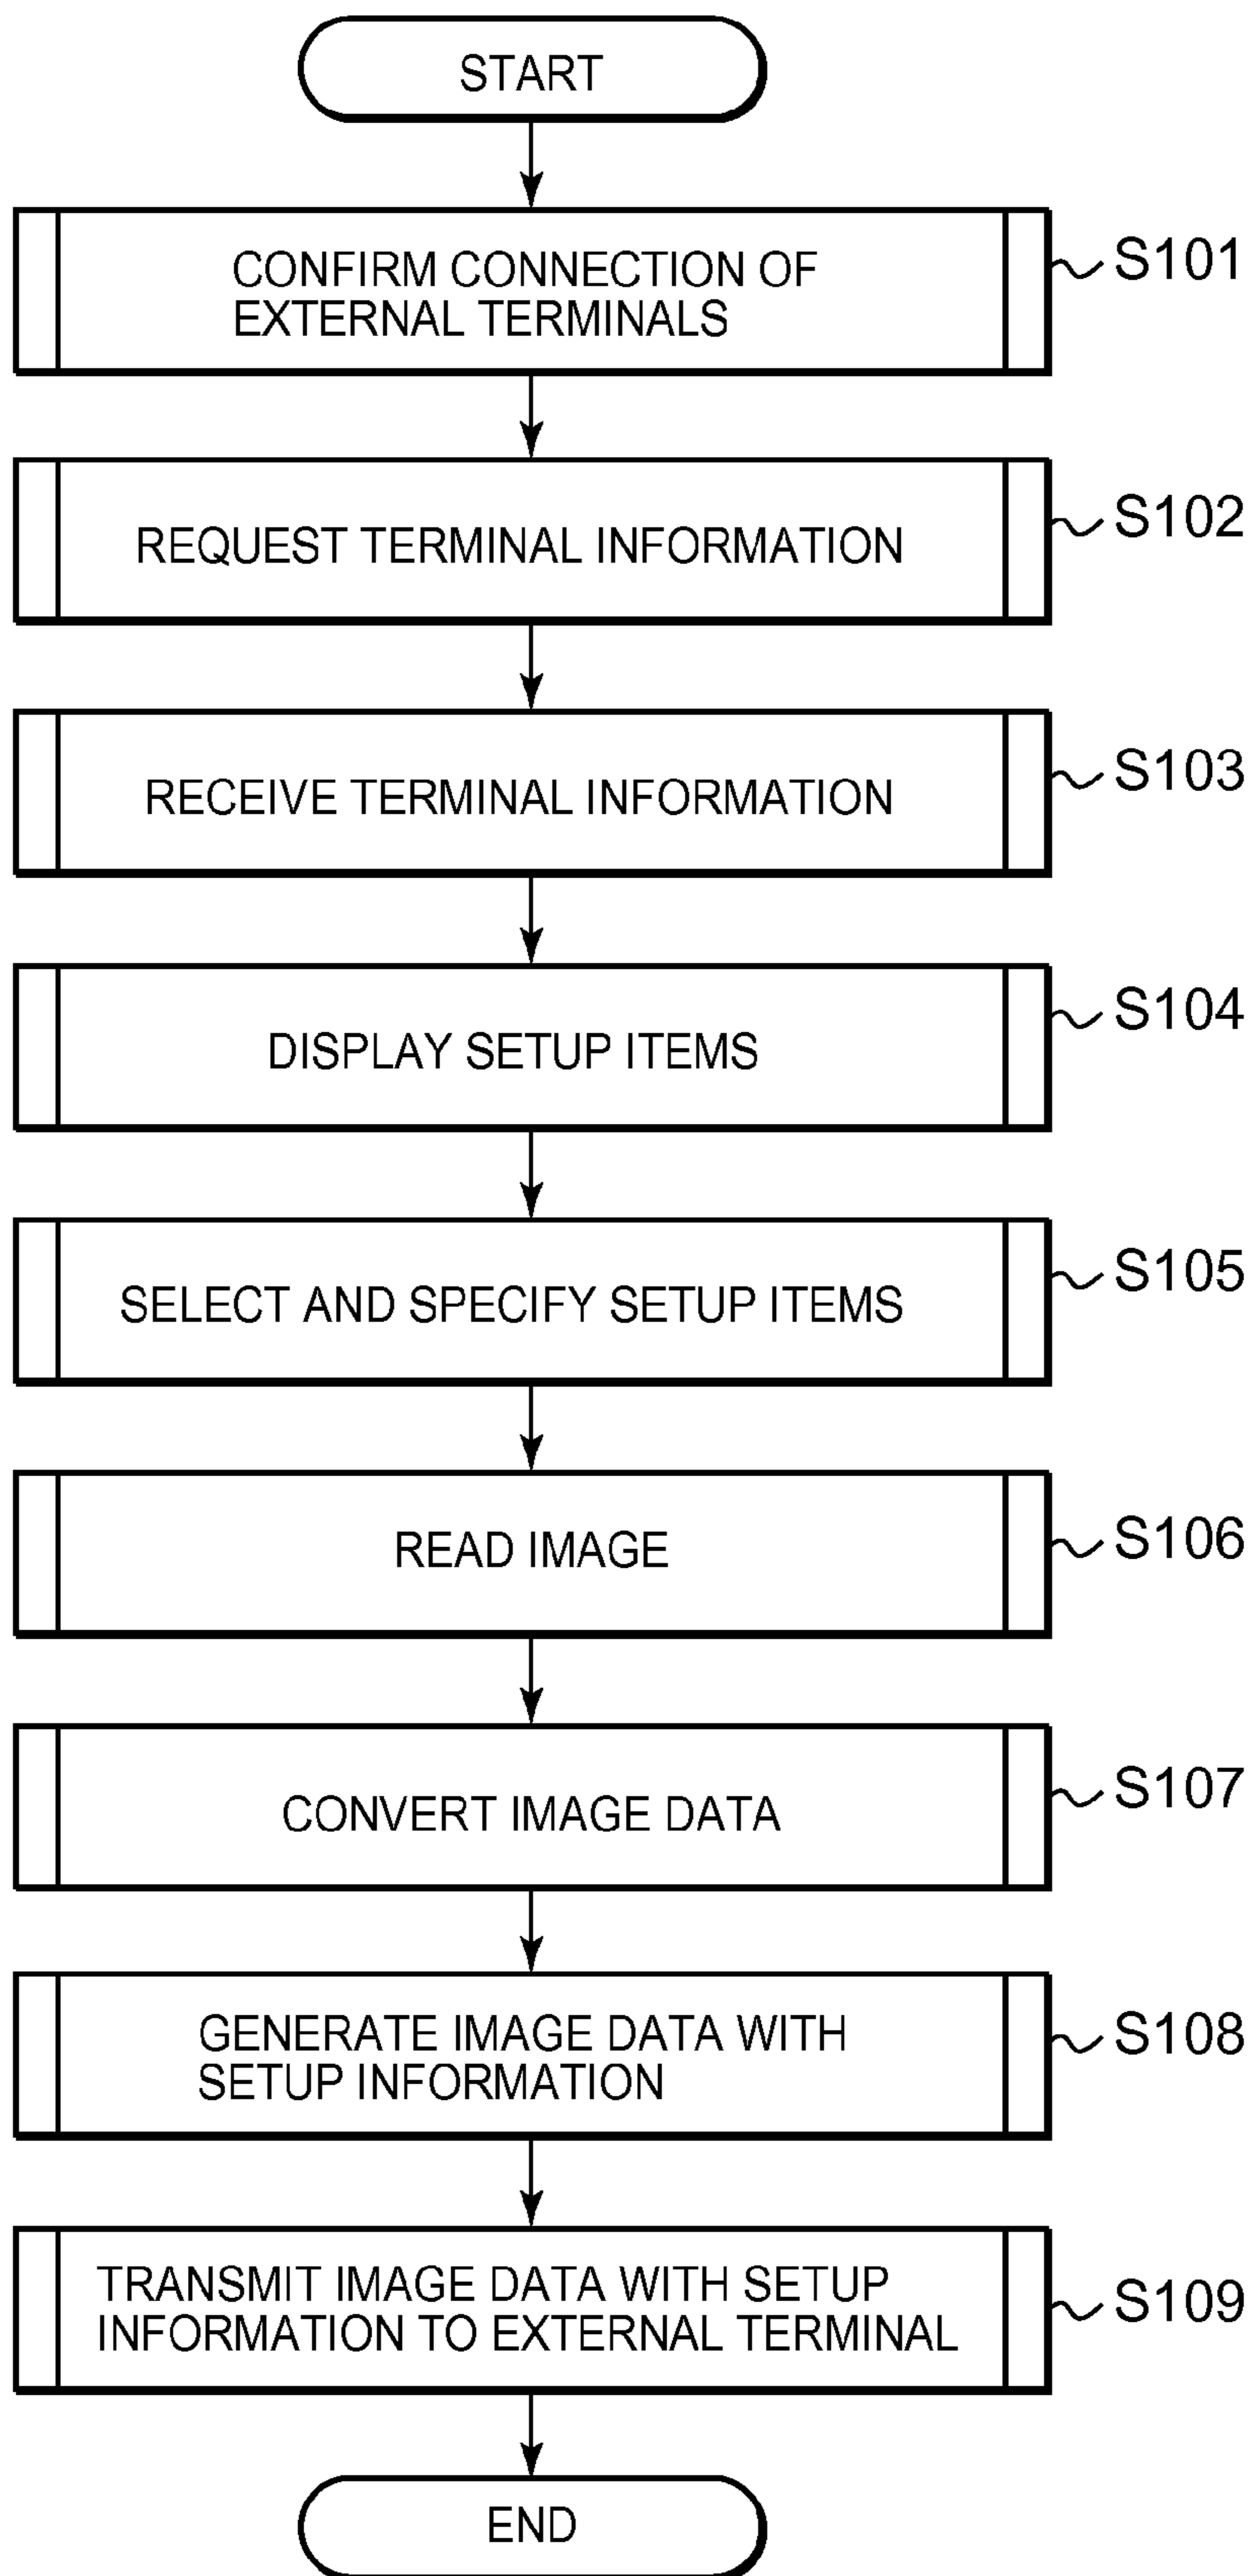 START
CONFIRM CONNECTION OF
EXTERNAL TERMINALS
S101
REQUEST TERMINAL INFORMATION
S102
RECEIVE TERMINAL INFORMATION
S103
DISPLAY SETUP ITEMS
S104
SELECT AND SPECIFY SETUP ITEMS
S105
READ IMAGE
S106
CONVERT IMAGE DATA
S107
GENERATE IMAGE DATA WITH
SETUP INFORMATION
S108
TRANSMIT IMAGE DATA WITH SETUP
INFORMATION TO EXTERNAL TERMINAL
S109
END